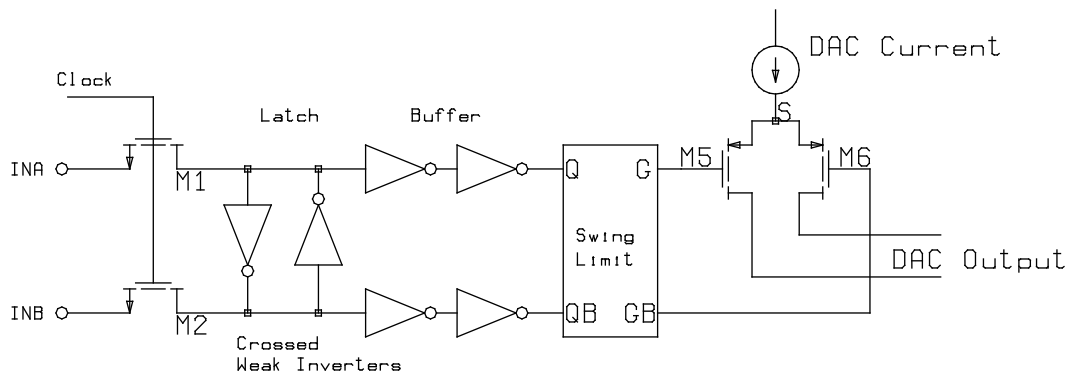 DAC Current
Clock
S
Latch
Buffer
INA
M1
Q
G
M5
M6
Swing
Limit
DAC Output
INB
M2
QB
GB
Crossed
Weak Inverters